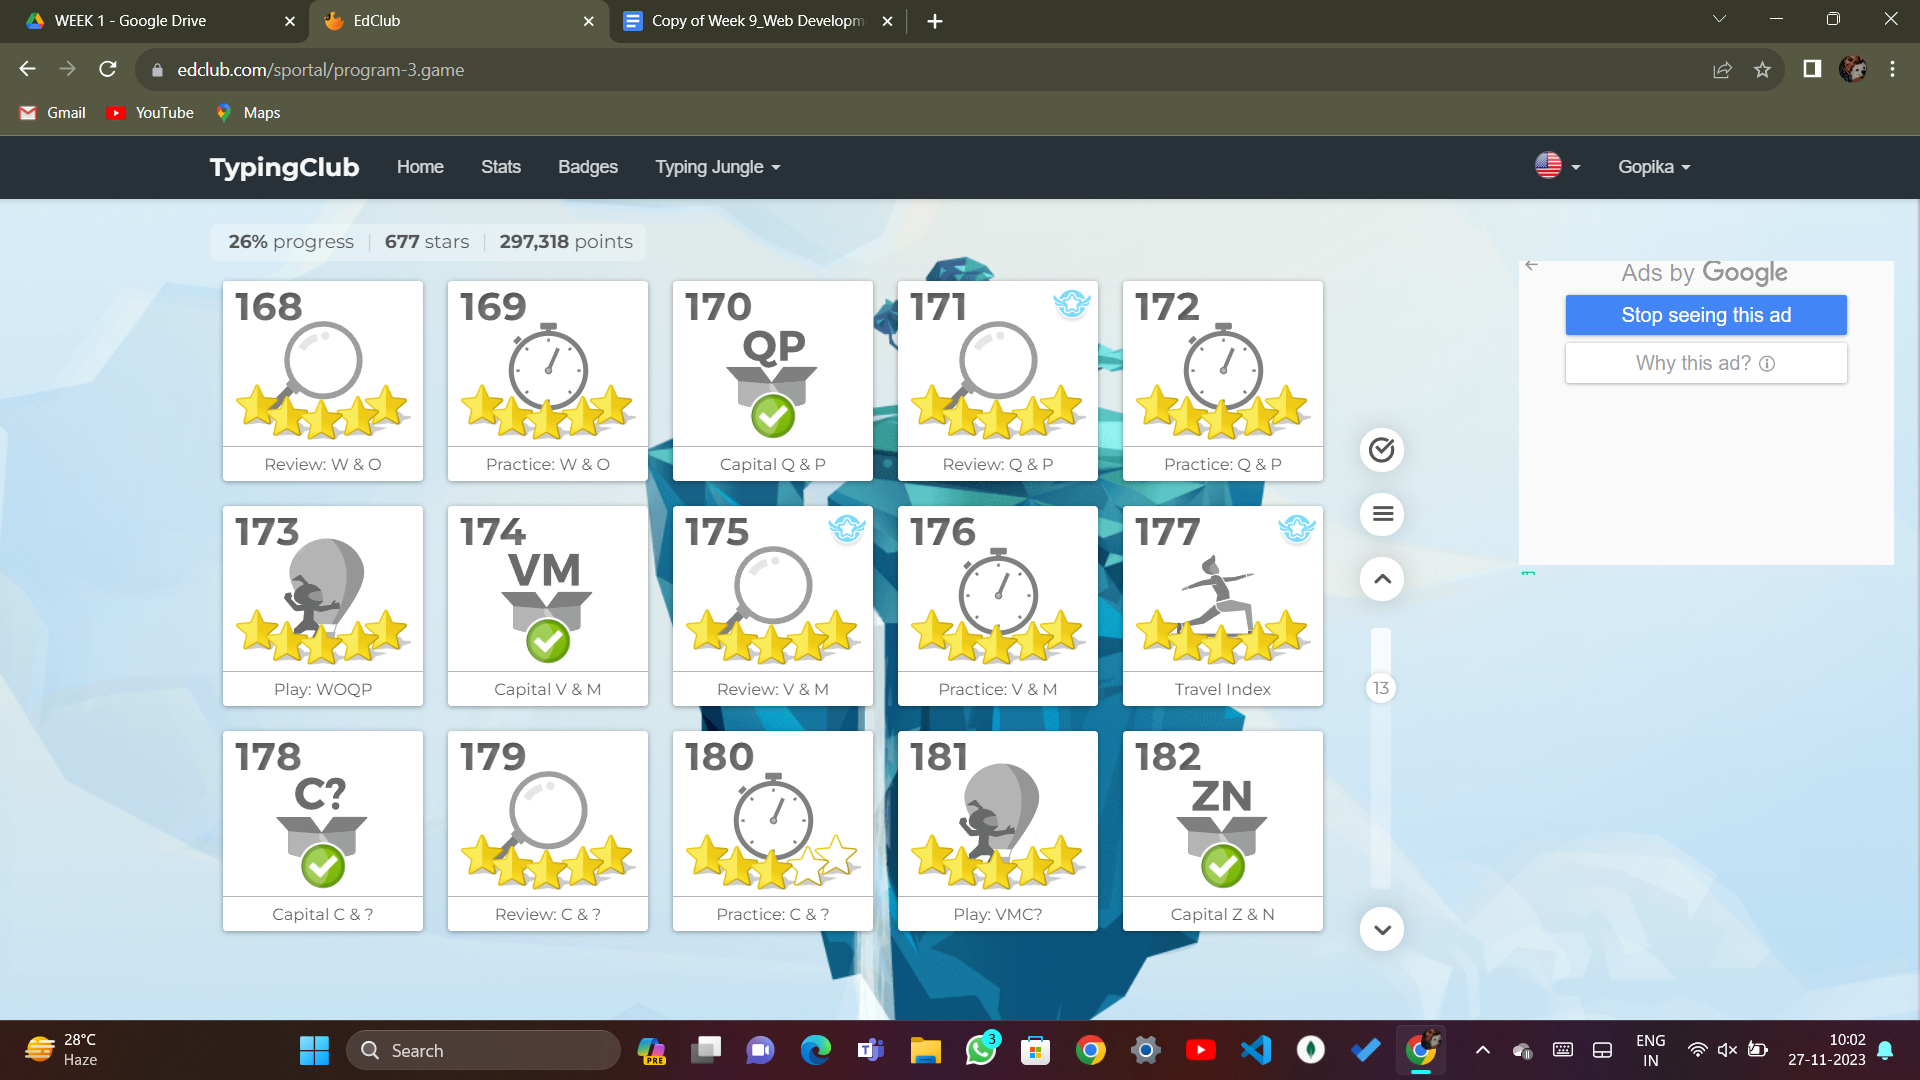 WEEK 1 - Google Drive
EdClub
Copy of Week 9_Web Developm
edclub.com/sportal/program-3.game
Gmail
YouTube
Maps
TypingClub
Home
Stats
Badges
Typing Jungle
Gopika
26% progress
677 stars
297,318 points
Ads by Google
Stop seeing this ad
Why this ad?
168
Review: W & O
169
Practice: W & O
170
QP
Capital Q & P
171
Review: Q & P
172
Practice: Q & P
173
Play: WOQP
174
VM
Capital V & M
175
Review: V & M
176
Practice: V & M
177
Travel Index
13
178
C?
Capital C & ?
179
Review: C & ?
180
Practice: C & ?
181
Play: VMC?
182
ZN
Capital Z & N
28°C
Haze
Search
PRE
3
ENG
IN
10:02
27-11-2023